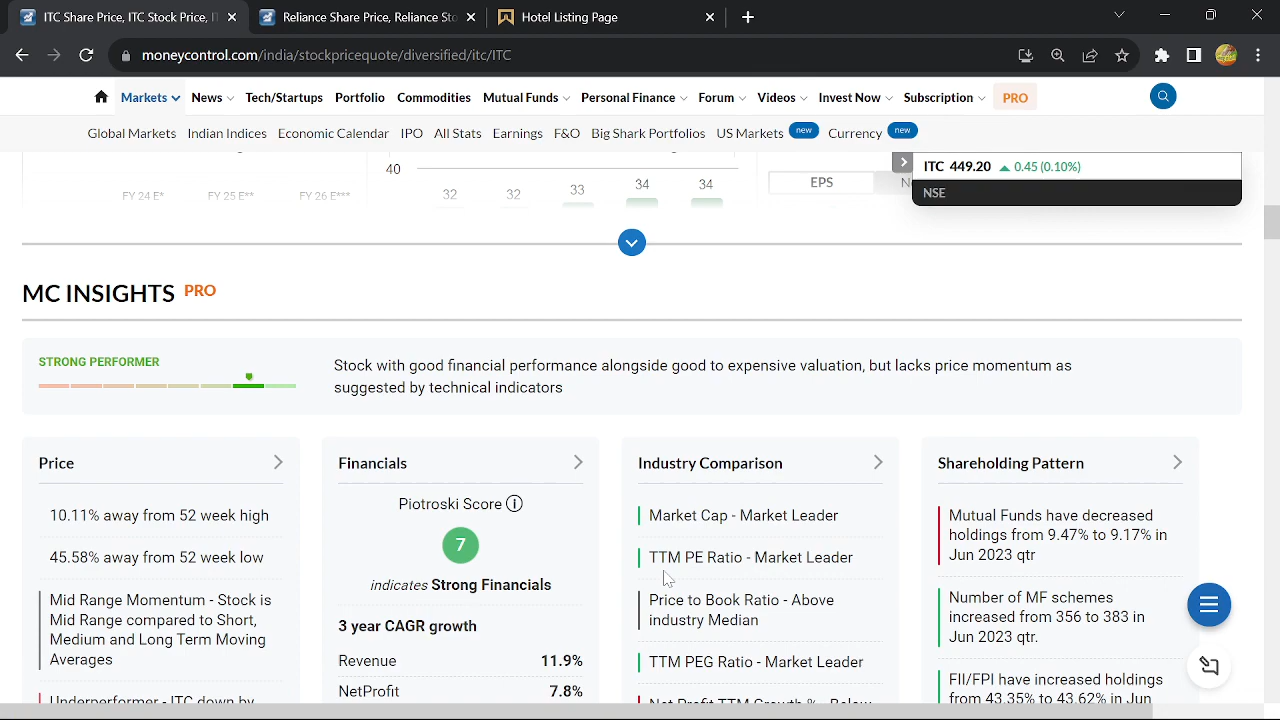 ITC Share Price, ITC Stock Price, I
Reliance Share Price, Reliance Sto
Hotel Listing Page
moneycontrol.com/india/stockpricequote/diversified/itc/ITC
Markets News Tech/Startups Portfolio Commodities Mutual Funds Personal Finance Forum Videos Invest Now Subscription PRO
Global Markets Indian Indices Economic Calendar IPO All Stats Earnings F&O Big Shark Portfolios US Markets new Currency new
ITC 449.20 0.45 (0.10%)
NSE
40
32 32 33 34 34
FY 24 E* FY 25 E** FY 26 E***
EPS
MC INSIGHTS PRO
STRONG PERFORMER
Stock with good financial performance alongside good to expensive valuation, but lacks price momentum as
suggested by technical indicators
Price
10.11% away from 52 week high
45.58% away from 52 week low
Mid Range Momentum - Stock is
Mid Range compared to Short,
Medium and Long Term Moving
Averages
Underperformer - ITC down by
Financials
Piotroski Score
7
indicates Strong Financials
3 year CAGR growth
Revenue 11.9%
NetProfit 7.8%
Industry Comparison
Market Cap - Market Leader
TTM PE Ratio - Market Leader
Price to Book Ratio - Above
industry Median
TTM PEG Ratio - Market Leader
Net Profit TTM Growth % - Below
Shareholding Pattern
Mutual Funds have decreased
holdings from 9.47% to 9.17% in
Jun 2023 qtr
Number of MF schemes
increased from 356 to 383 in
Jun 2023 qtr.
FII/FPI have increased holdings
from 43.35% to 43.62% in Jun